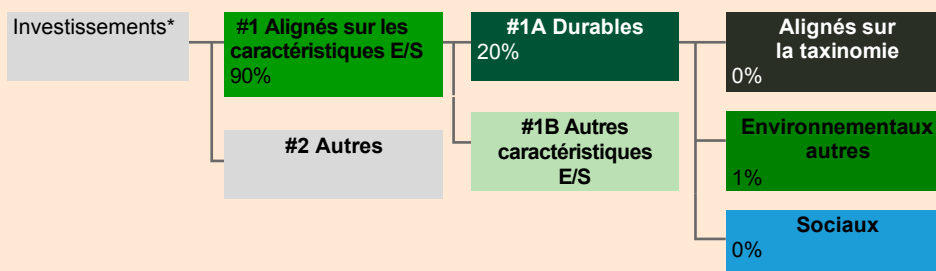 Investissements*
#1 Alignés sur les
caractéristiques E/S
90%
#2 Autres
#1A Durables
20%
#1B Autres
caractéristiques
E/S
Alignés sur
la taxinomie
0%
Environnementaux
autres
1%
Sociaux
0%